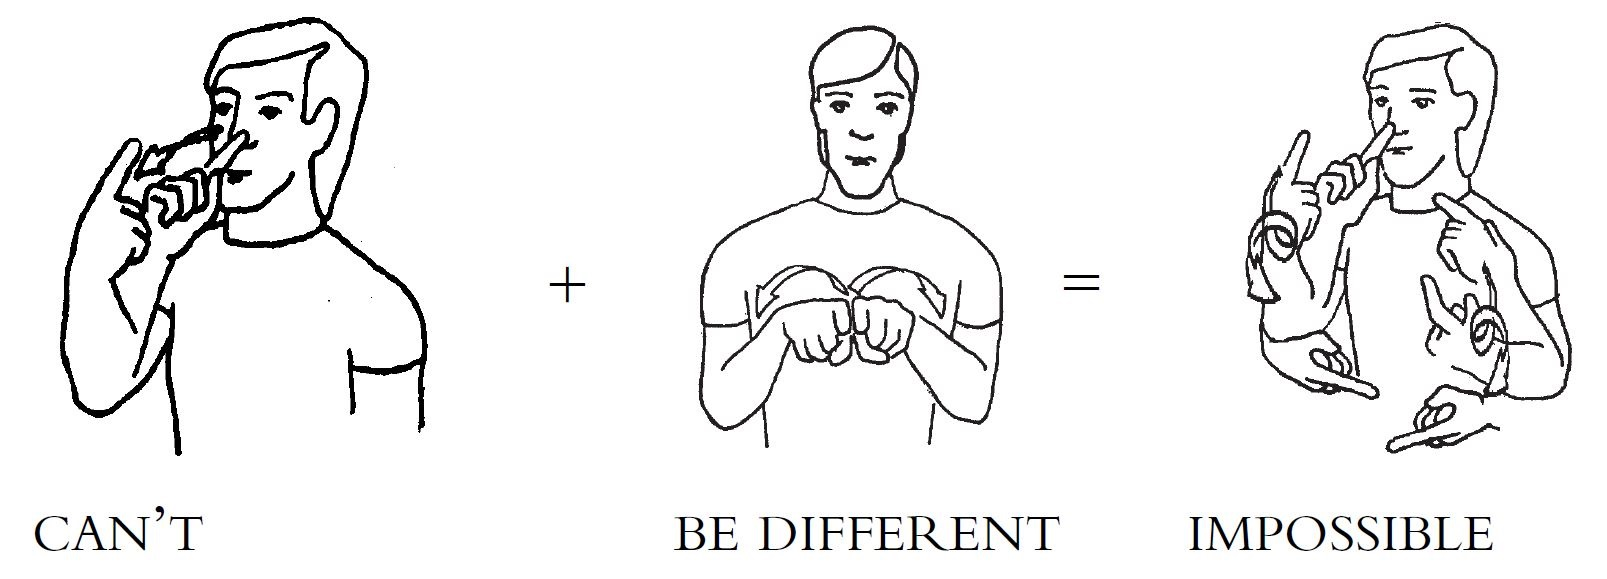 + =
CAN'T BE DIFFERENT IMPOSSIBLE